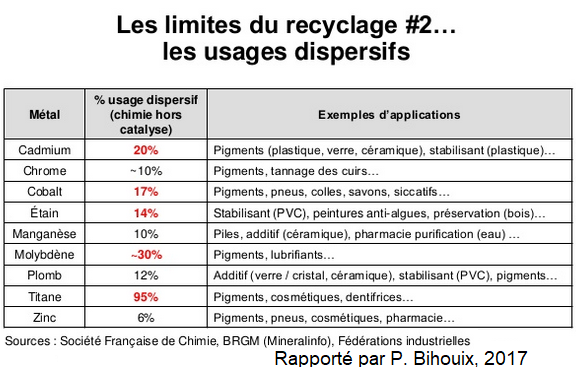 Les limites du recyclage #2…
les usages dispersifs
Métal
% usage dispersif
(chimie hors
catalyse)
Exemples d’applications
Cadmium 20% Pigments (plastique, verre, céramique), stabilisant (plastique)…
Chrome ~10% Pigments, tannage des cuirs…
Cobalt 17% Pigments, pneus, colles, savons, siccatifs…
Étain 14% Stabilisant (PVC), peintures anti-algues, préservation (bois)…
Manganèse 10% Piles, additif (céramique), pharmacie purification (eau) …
Molybdène ~30% Pigments, lubrifiants…
Plomb 12% Additif (verre / cristal, céramique), stabilisant (PVC), pigments…
Titane 95% Pigments, cosmétiques, dentifrices…
Zinc 6% Pigments, pneus, cosmétiques, pharmacie…
Sources : Société Française de Chimie, BRGM (Mineralinfo), Fédérations industrielles
Rapporté par P. Bihouix, 2017